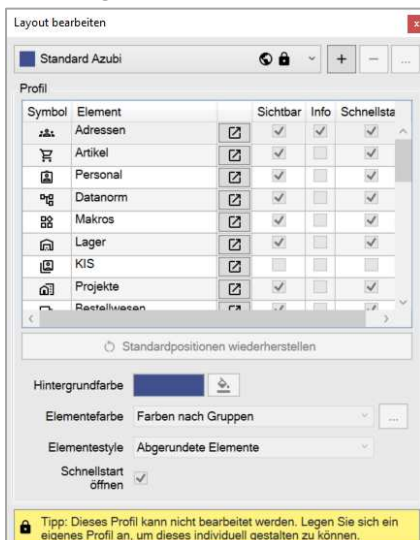 Layout bearbeiten
x
Standard Azubi
+ − ...
Profil
Symbol Element Sichtbar Info Schnellsta
Adressen
Artikel
Personal
Datanorm
Makros
Lager
KIS
Projekte
Bestellwesen
Standardpositionen wiederherstellen
Hintergrundfarbe
Elementefarbe Farben nach Gruppen ...
Elementestyle Abgerundete Elemente
Schnellstart
öffnen
Tipp: Dieses Profil kann nicht bearbeitet werden. Legen Sie sich ein
eigenes Profil an, um dieses individuell gestalten zu können.